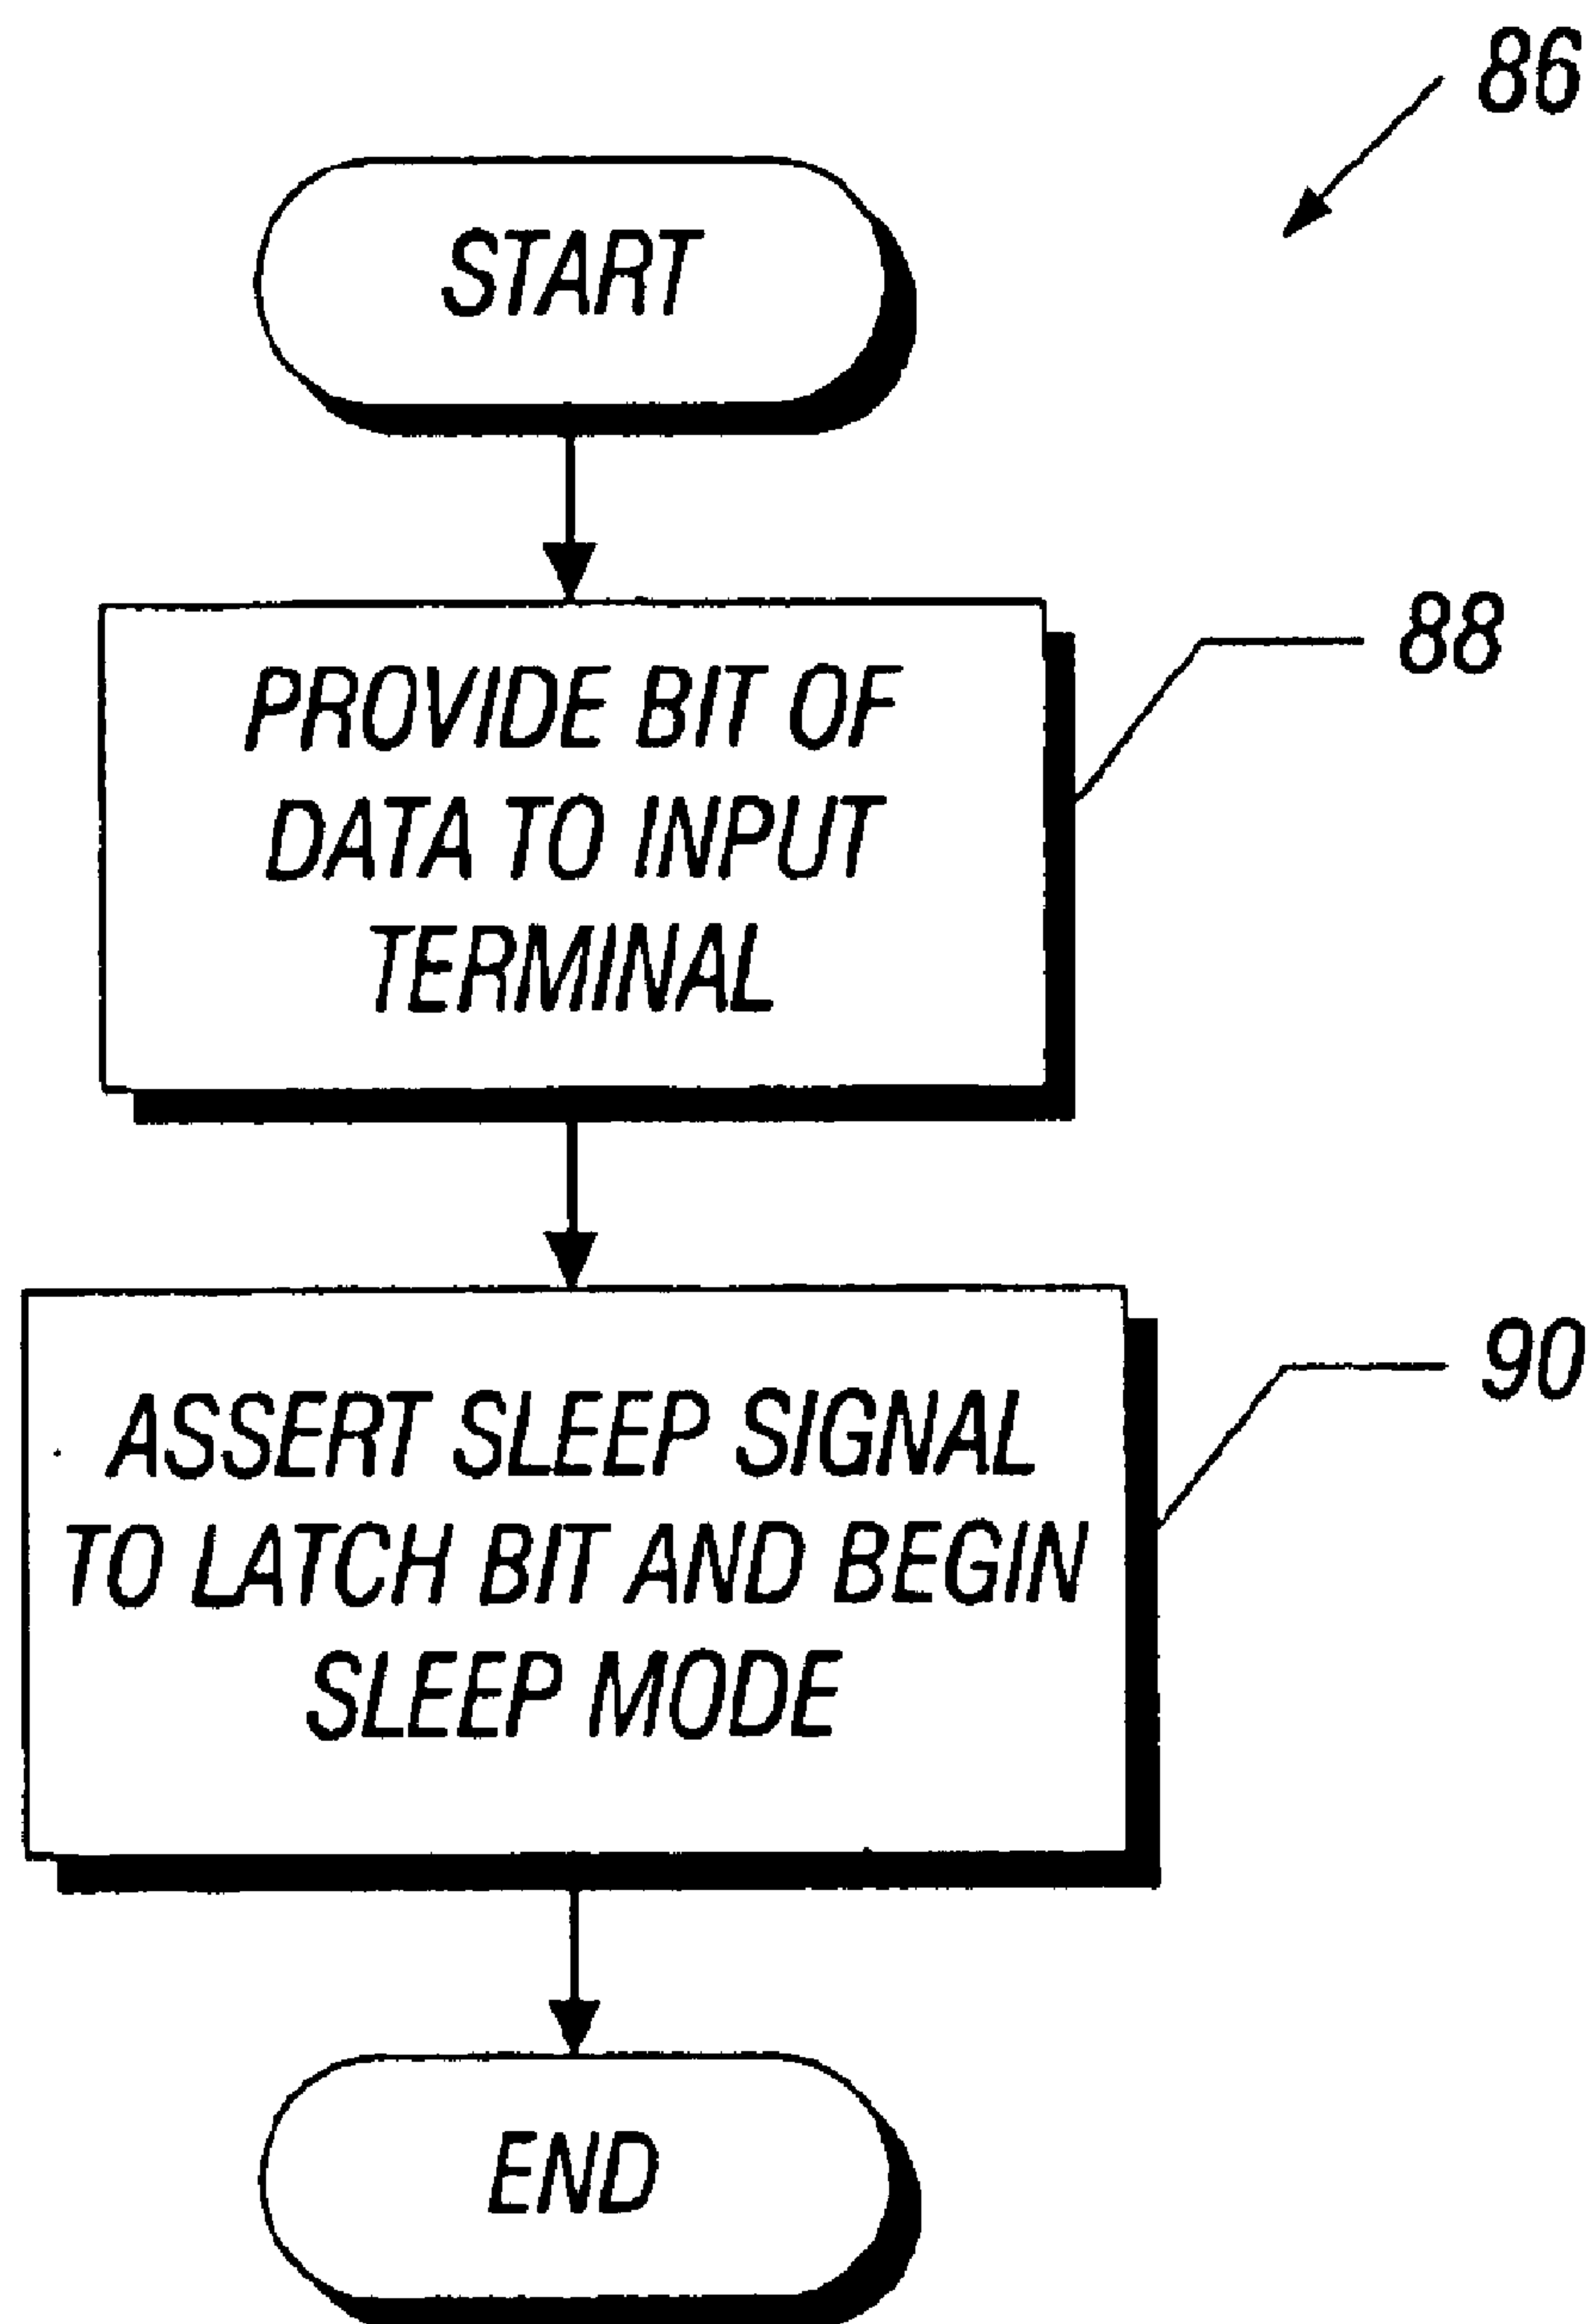 86
START
88
PROVIDE BIT OF
DATA TO INPUT
TERMINAL
90
ASSERT SLEEP SIGNAL
TO LATCH BIT AND BEGIN
SLEEP MODE
END